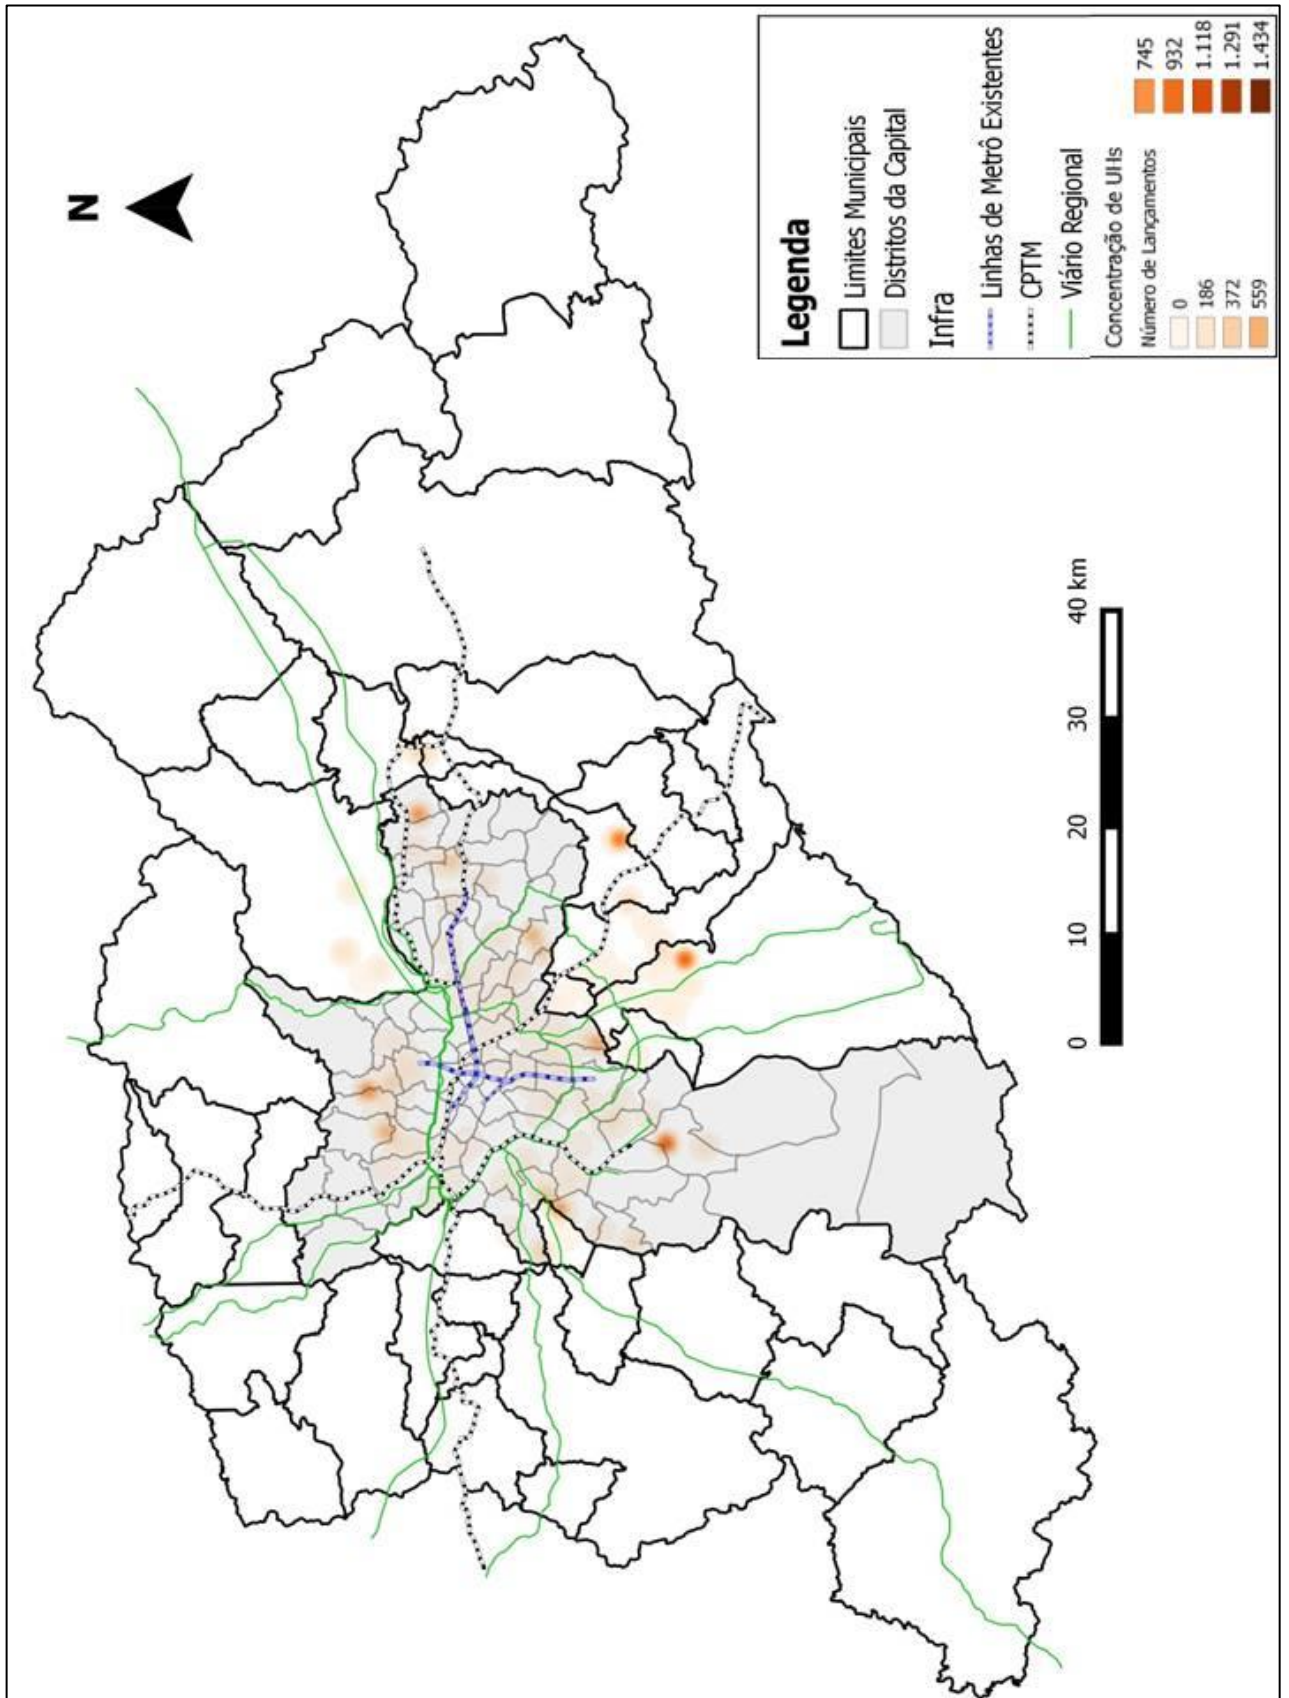 N
Legenda
Limites Municipais
Distritos da Capital
Infra
Linhas de Metrô Existentes
CPTM
Viário Regional
Concentração de UHs
Número de Lançamentos
0
186
372
559
745
932
1.118
1.291
1.434
0 10 20 30 40 km